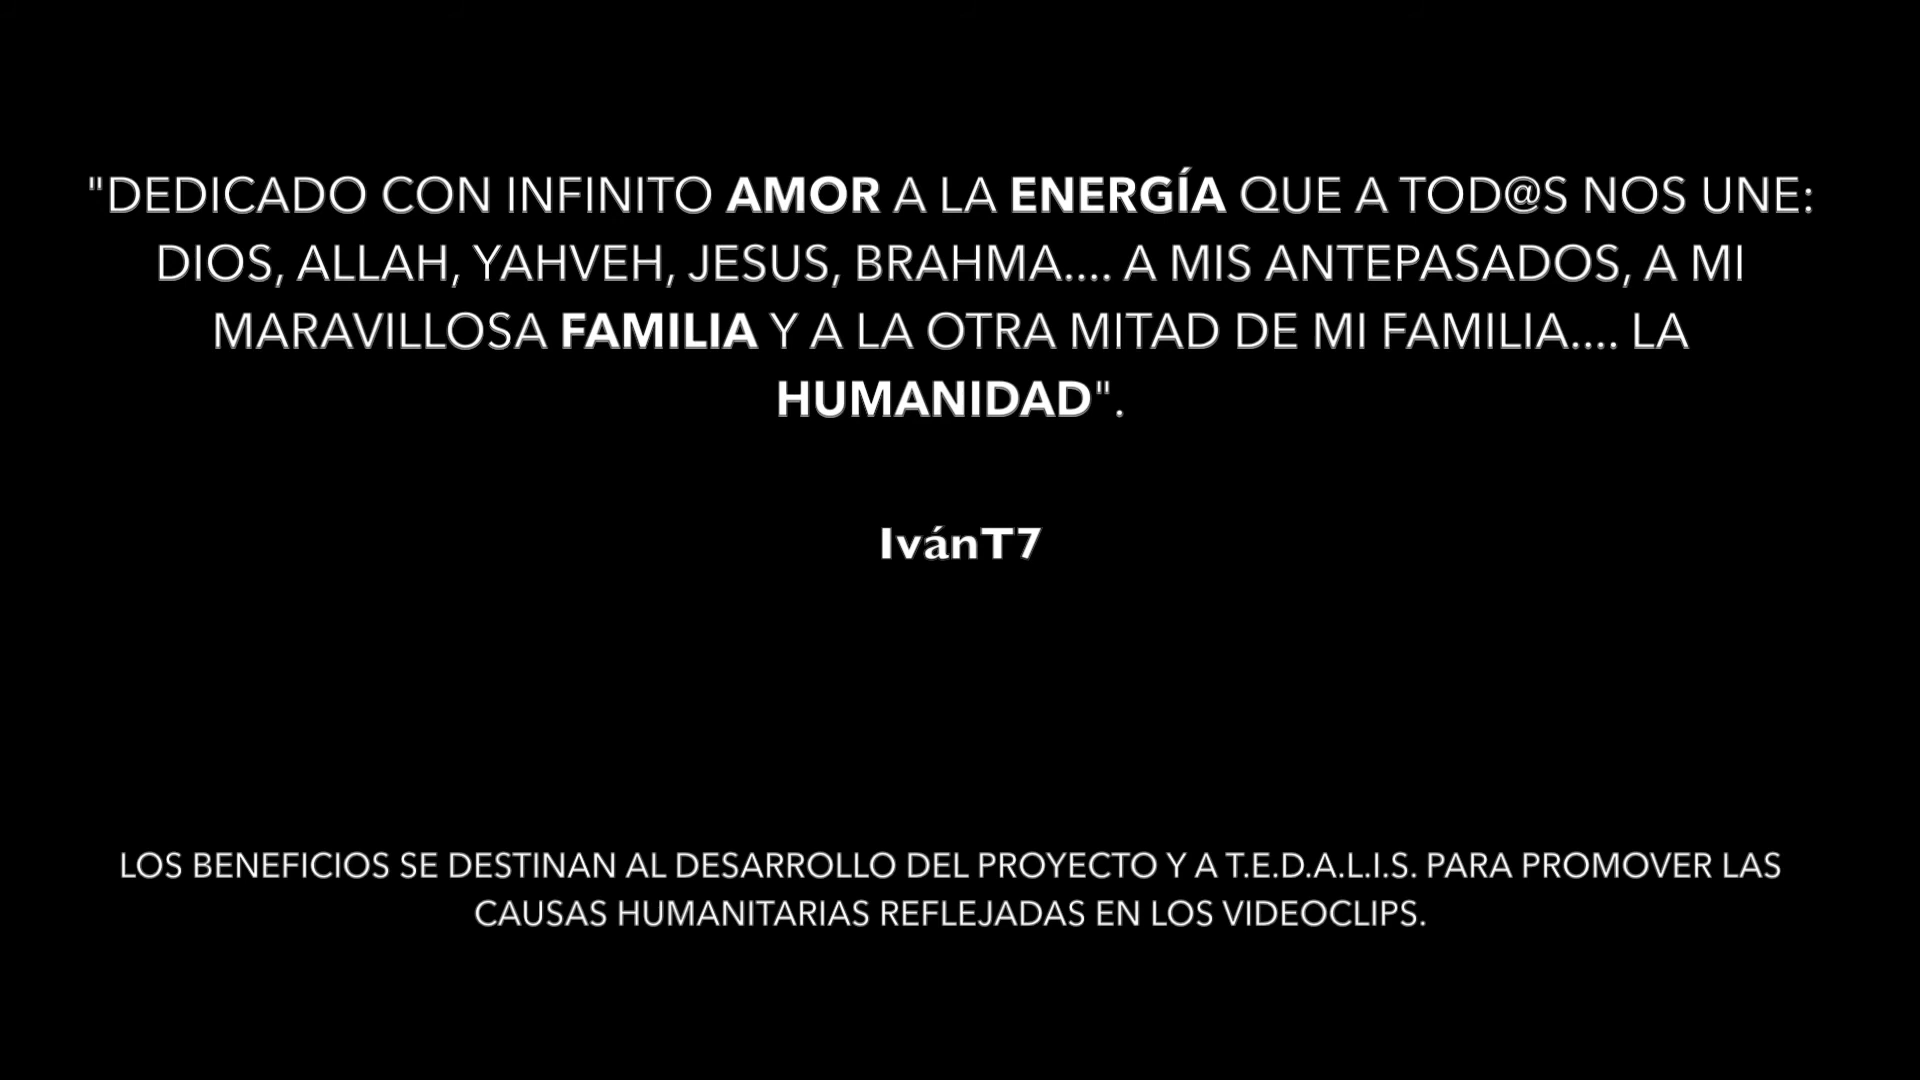 "DEDICADO CON INFINITO AMOR A LA ENERGÍA QUE A TOD@S NOS UNE:
DIOS, ALLAH, YAHVEH, JESUS, BRAHMA.... A MIS ANTEPASADOS, A MI
MARAVILLOSA FAMILIA Y A LA OTRA MITAD DE MI FAMILIA.... LA
HUMANIDAD".
IvánT7
LOS BENEFICIOS SE DESTINAN AL DESARROLLO DEL PROYECTO Y A T.E.D.A.L.I.S. PARA PROMOVER LAS
CAUSAS HUMANITARIAS REFLEJADAS EN LOS VIDEOCLIPS.